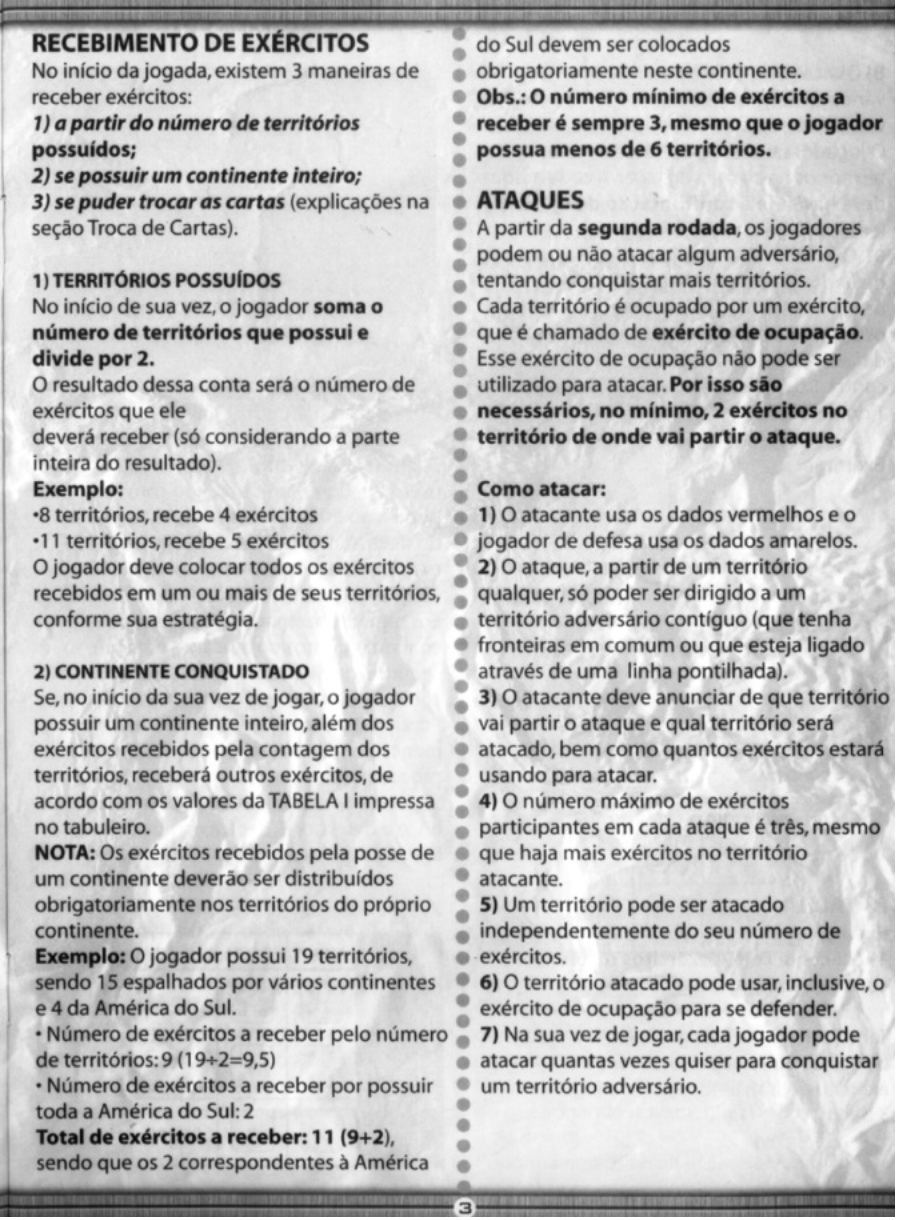 RECEBIMENTO DE EXÉRCITOS
No início da jogada, existem 3 maneiras de
receber exércitos:
1) a partir do número de territórios
possuídos;
2) se possuir um continente inteiro;
3) se puder trocar as cartas (explicações na
seção Troca de Cartas).
1) TERRITÓRIOS POSSUÍDOS
No início de sua vez, o jogador soma o
número de territórios que possui e
divide por 2.
O resultado dessa conta será o número de
exércitos que ele
deverá receber (só considerando a parte
inteira do resultado).
Exemplo:
•8 territórios, recebe 4 exércitos
•11 territórios, recebe 5 exércitos
O jogador deve colocar todos os exércitos
recebidos em um ou mais de seus territórios,
conforme sua estratégia.
2) CONTINENTE CONQUISTADO
Se, no início da sua vez de jogar, o jogador
possuir um continente inteiro, além dos
exércitos recebidos pela contagem dos
territórios, receberá outros exércitos, de
acordo com os valores da TABELA I impressa
no tabuleiro.
NOTA: Os exércitos recebidos pela posse de
um continente deverão ser distribuídos
obrigatoriamente nos territórios do próprio
continente.
Exemplo: O jogador possui 19 territórios,
sendo 15 espalhados por vários continentes
e 4 da América do Sul.
• Número de exércitos a receber pelo número
de territórios: 9 (19÷2=9,5)
• Número de exércitos a receber por possuir
toda a América do Sul: 2
Total de exércitos a receber: 11 (9+2),
sendo que os 2 correspondentes à América
do Sul devem ser colocados
obrigatoriamente neste continente.
Obs.: O número mínimo de exércitos a
receber é sempre 3, mesmo que o jogador
possua menos de 6 territórios.
ATAQUES
A partir da segunda rodada, os jogadores
podem ou não atacar algum adversário,
tentando conquistar mais territórios.
Cada território é ocupado por um exército,
que é chamado de exército de ocupação.
Esse exército de ocupação não pode ser
utilizado para atacar. Por isso são
necessários, no mínimo, 2 exércitos no
território de onde vai partir o ataque.
Como atacar:
1) O atacante usa os dados vermelhos e o
jogador de defesa usa os dados amarelos.
2) O ataque, a partir de um território
qualquer, só poder ser dirigido a um
território adversário contíguo (que tenha
fronteiras em comum ou que esteja ligado
através de uma linha pontilhada).
3) O atacante deve anunciar de que território
vai partir o ataque e qual território será
atacado, bem como quantos exércitos estará
usando para atacar.
4) O número máximo de exércitos
participantes em cada ataque é três, mesmo
que haja mais exércitos no território
atacante.
5) Um território pode ser atacado
independentemente do seu número de
exércitos.
6) O território atacado pode usar, inclusive, o
exército de ocupação para se defender.
7) Na sua vez de jogar, cada jogador pode
atacar quantas vezes quiser para conquistar
um território adversário.
3